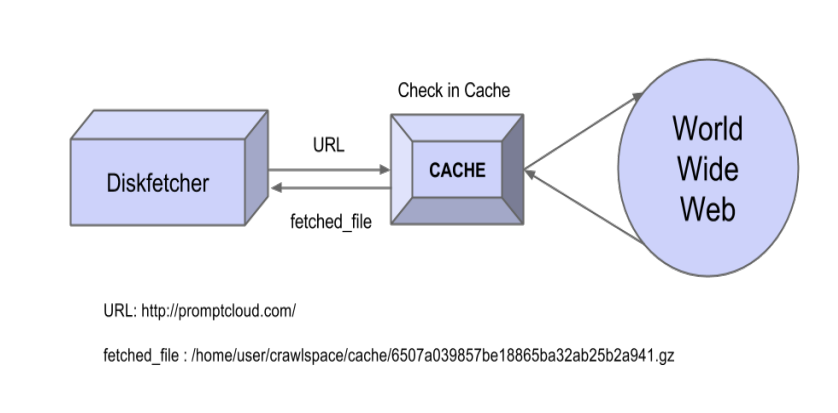 Check in Cache
World
Wide
Web
URL
Diskfetcher
CACHE
fetched_file
URL: http://promptcloud.com/
fetched_file : /home/user/crawlspace/cache/6507a039857be18865ba32ab25b2a941.gz